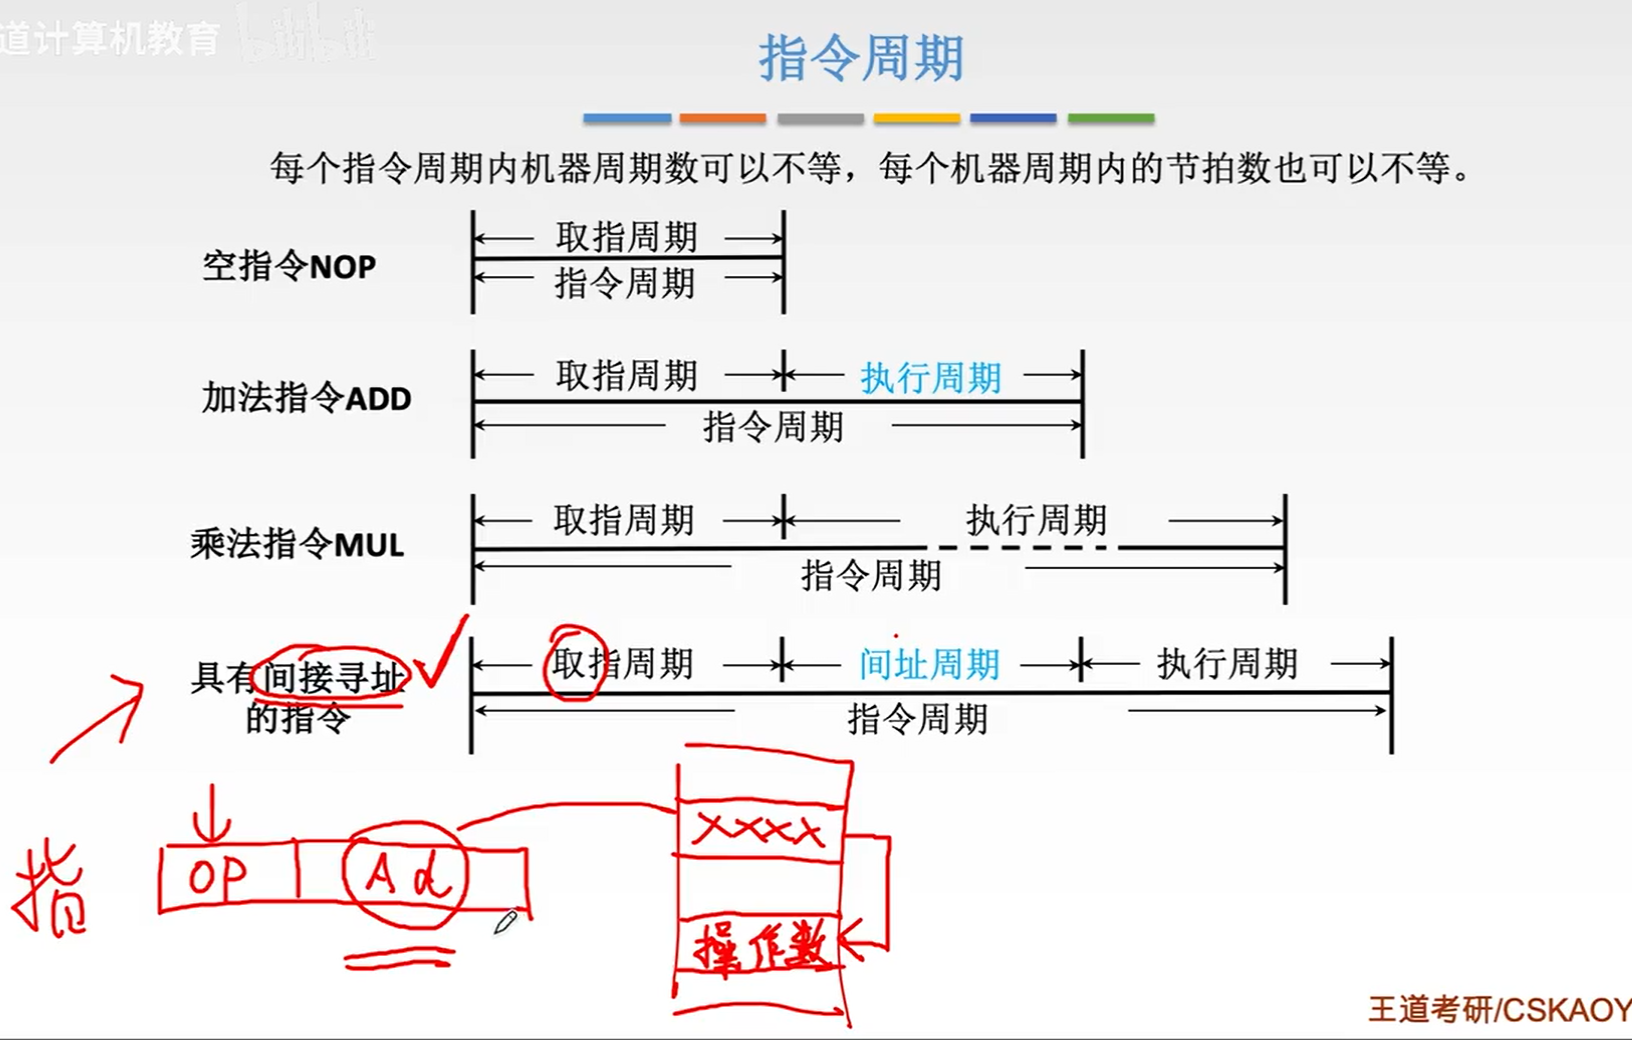 道计算机教育 bilibili
指令周期
每个指令周期内机器周期数可以不等，每个机器周期内的节拍数也可以不等。
空指令NOP
取指周期
指令周期
加法指令ADD
取指周期 执行周期
指令周期
乘法指令MUL
取指周期 执行周期
指令周期
具有间接寻址
的指令
取指周期 间址周期 执行周期
指令周期
指 OP Ad
XXXX
操作数
王道考研/CSKAOY